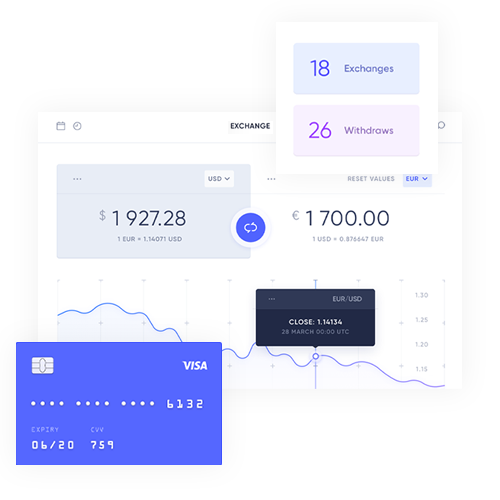 18 Exchanges
26 Withdraws
EXCHANGE
USD
RESET VALUES EUR
$ 1 927.28
€ 1 700.00
1 EUR = 1.14071 USD
1 USD = 0.876647 EUR
EUR/USD
CLOSE: 1.14134
28 MARCH 00:00 UTC
1.30
1.25
1.20
1.15
VISA
•••• •••• •••• 6132
EXPIRY CVV
06/20 759